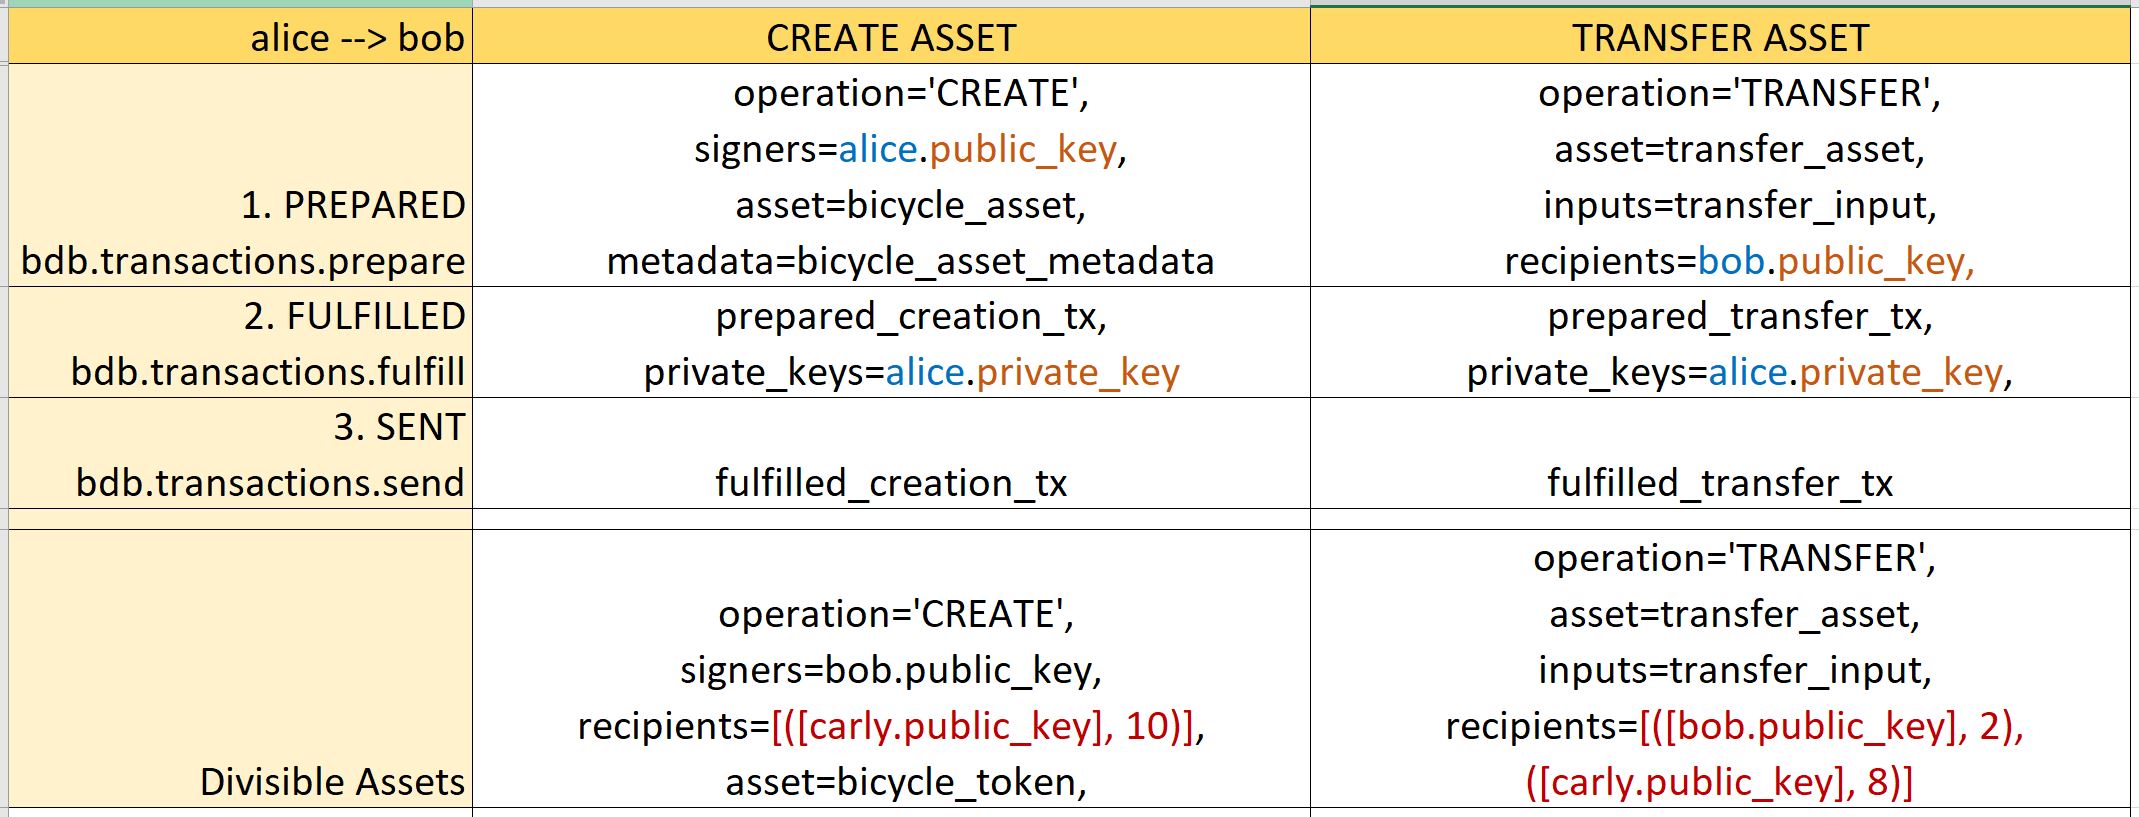 alice --> bob
CREATE ASSET
TRANSFER ASSET
1. PREPARED
bdb.transactions.prepare
operation='CREATE',
signers=alice.public_key,
asset=bicycle_asset,
metadata=bicycle_asset_metadata
operation='TRANSFER',
asset=transfer_asset,
inputs=transfer_input,
recipients=bob.public_key,
2. FULFILLED
bdb.transactions.fulfill
prepared_creation_tx,
private_keys=alice.private_key
prepared_transfer_tx,
private_keys=alice.private_key,
3. SENT
bdb.transactions.send
fulfilled_creation_tx
fulfilled_transfer_tx
Divisible Assets
operation='CREATE',
signers=bob.public_key,
recipients=[([carly.public_key], 10)],
asset=bicycle_token,
operation='TRANSFER',
asset=transfer_asset,
inputs=transfer_input,
recipients=[([bob.public_key], 2),
([carly.public_key], 8)]